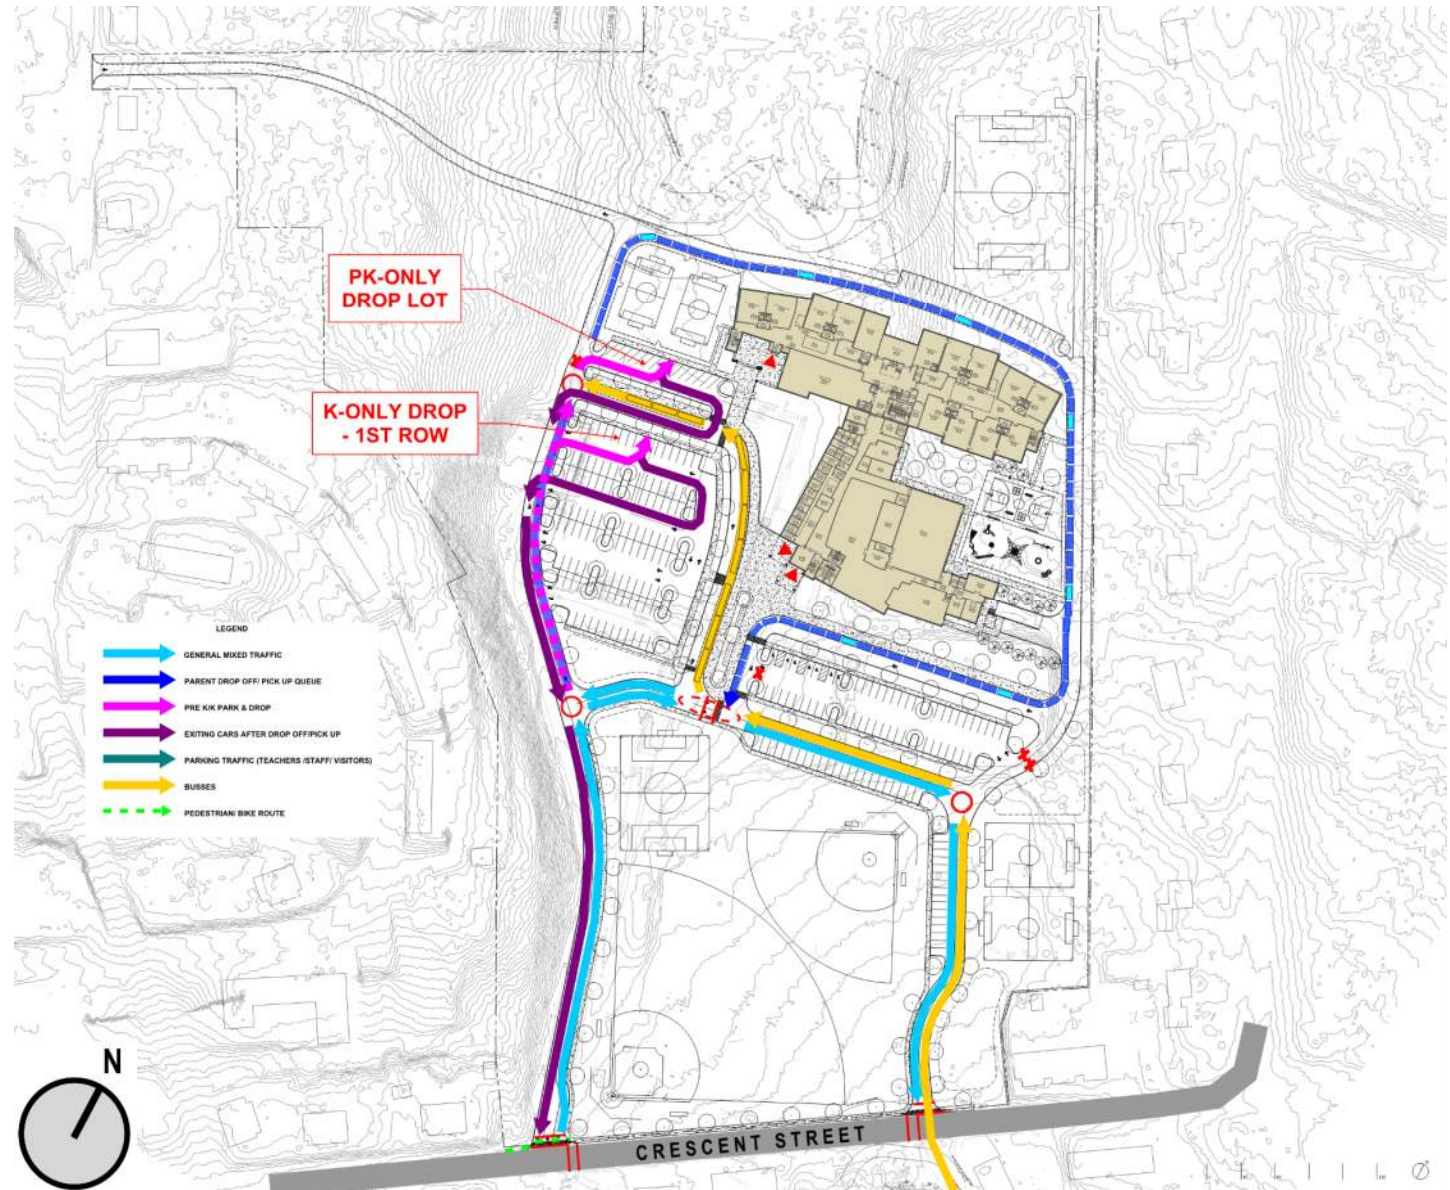 PK-ONLY
DROP LOT
K-ONLY DROP
- 1ST ROW
LEGEND
GENERAL MIXED TRAFFIC
PARENT DROP OFF/ PICK UP QUEUE
PRE K/K PARK & DROP
EXITING CARS AFTER DROP OFF/PICK UP
PARKING TRAFFIC (TEACHERS /STAFF/ VISITORS)
BUSSES
PEDESTRIAN/ BIKE ROUTE
N
CRESCENT STREET